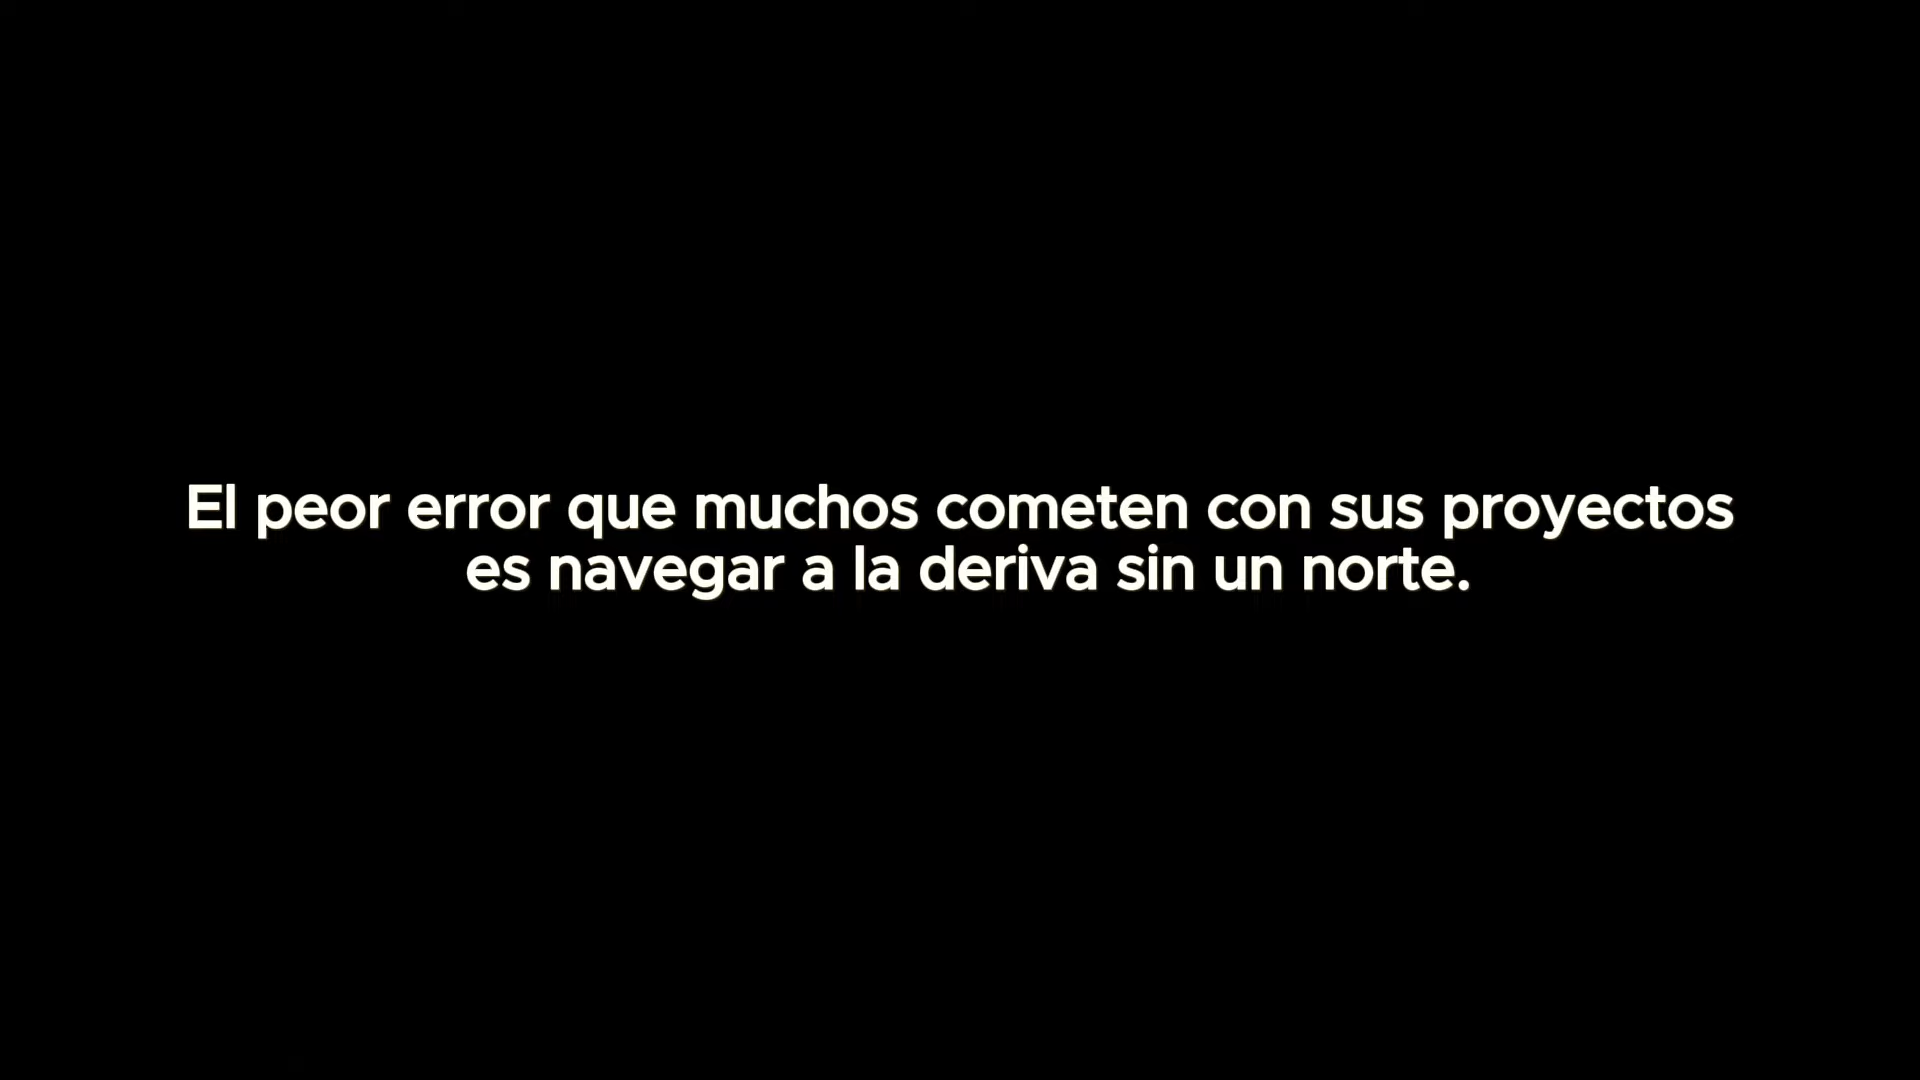 El peor error que muchos cometen con sus proyectos
es navegar a la deriva sin un norte.